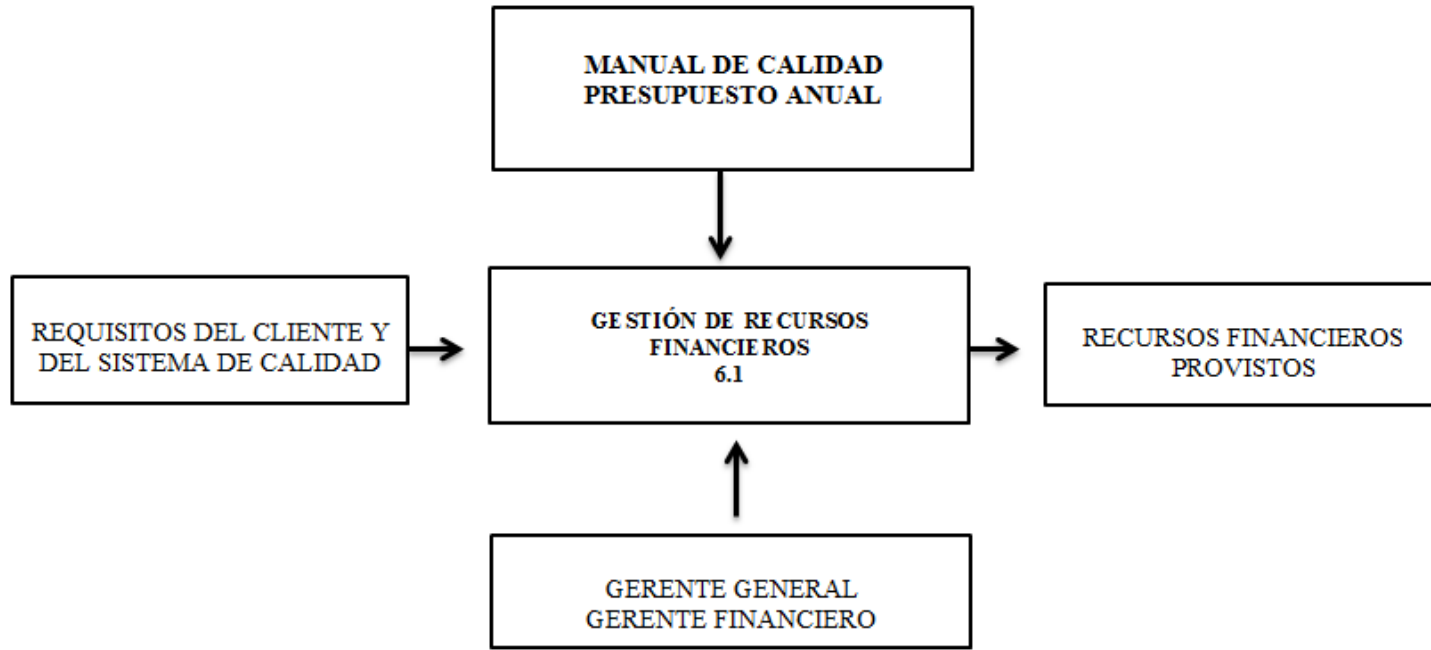 MANUAL DE CALIDAD
PRESUPUESTO ANUAL
REQUISITOS DEL CLIENTE Y
DEL SISTEMA DE CALIDAD
GESTIÓN DE RECURSOS
FINANCIEROS
6.1
RECURSOS FINANCIEROS
PROVISTOS
GERENTE GENERAL
GERENTE FINANCIERO